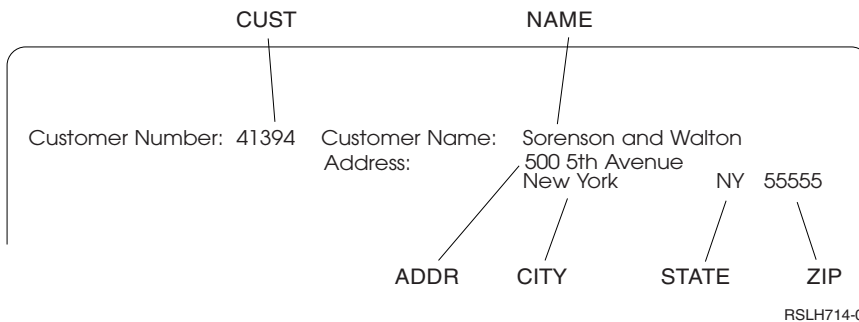 CUST NAME
Customer Number: 41394 Customer Name: Sorenson and Walton
Address: 500 5th Avenue
New York NY 55555
ADDR CITY STATE ZIP